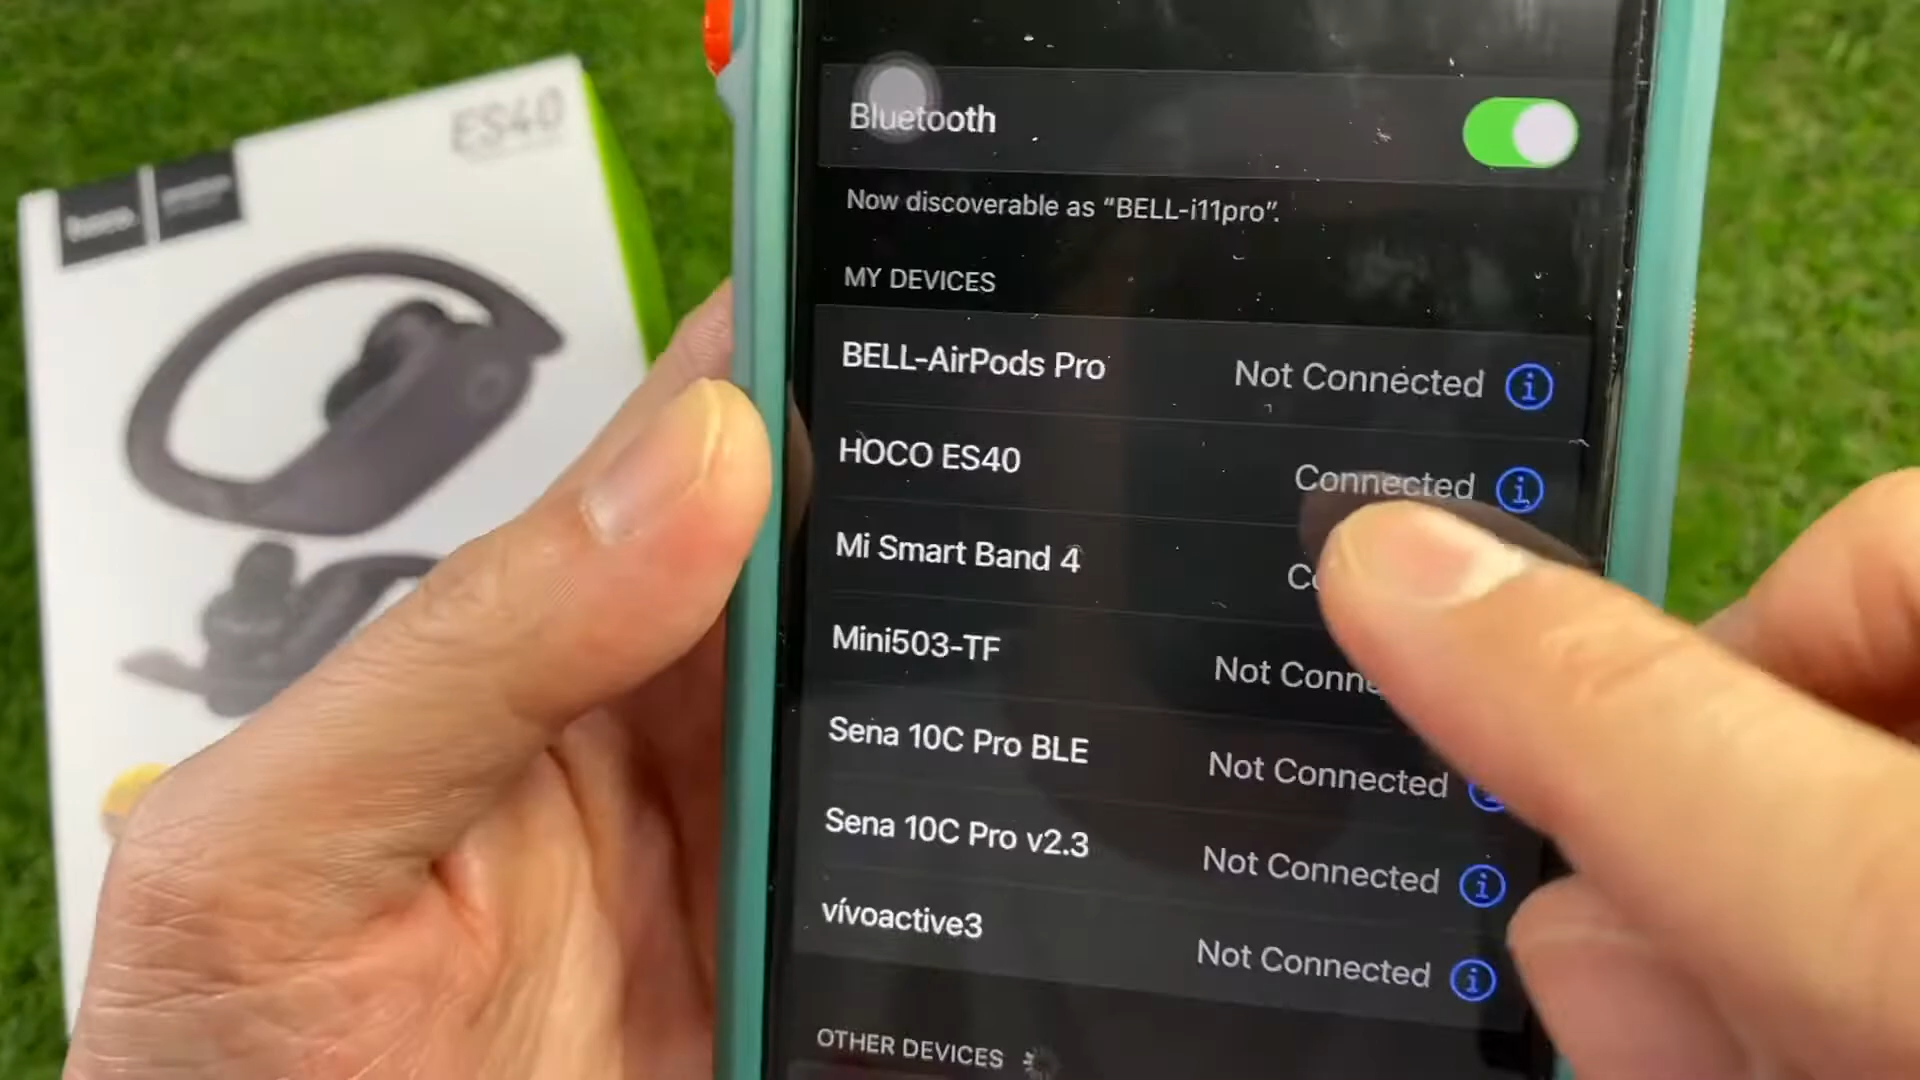 ES40
hoco.
Bluetooth
Now discoverable as “BELL-i11pro”.
MY DEVICES
BELL-AirPods Pro Not Connected
HOCO ES40 Connected
Mi Smart Band 4
Mini503-TF Not
Sena 10C Pro BLE Not Connected
Sena 10C Pro v2.3 Not Connected
vívoactive3 Not Connected
OTHER DEVICES